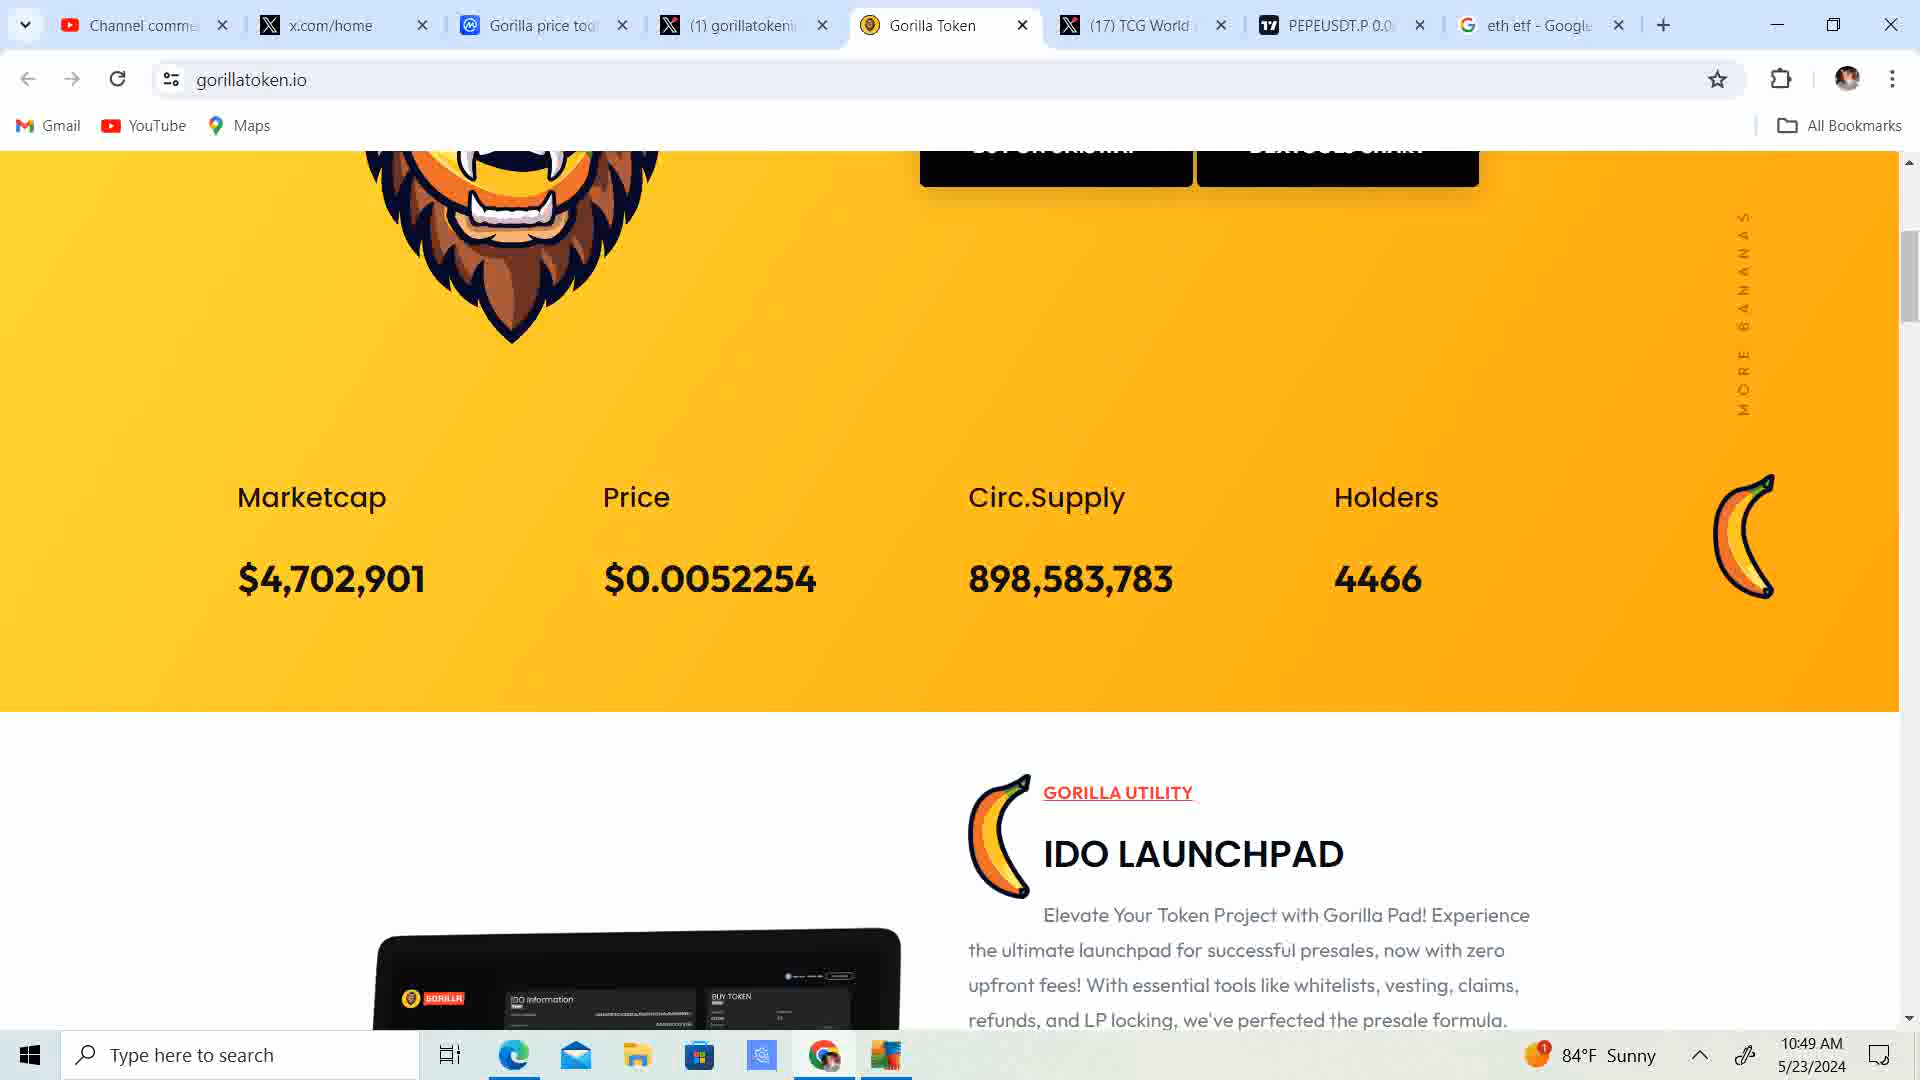 Channel comme
x.com/home
Gorilla price tod
(1) gorillatokeni
Gorilla Token
(17) TCG World
PEPEUSDT.P 0.0
eth etf - Google
gorillatoken.io
Gmail
YouTube
Maps
All Bookmarks
MORE BANANAS
Marketcap
Price
Circ.Supply
Holders
$4,702,901
$0.0052254
898,583,783
4466
GORILLA UTILITY
IDO LAUNCHPAD
Elevate Your Token Project with Gorilla Pad! Experience
the ultimate launchpad for successful presales, now with zero
upfront fees! With essential tools like whitelists, vesting, claims,
refunds, and LP locking, we've perfected the presale formula.
GORILLA
IDO Information
BUY TOKEN
Type here to search
1
84°F Sunny
10:49 AM
5/23/2024